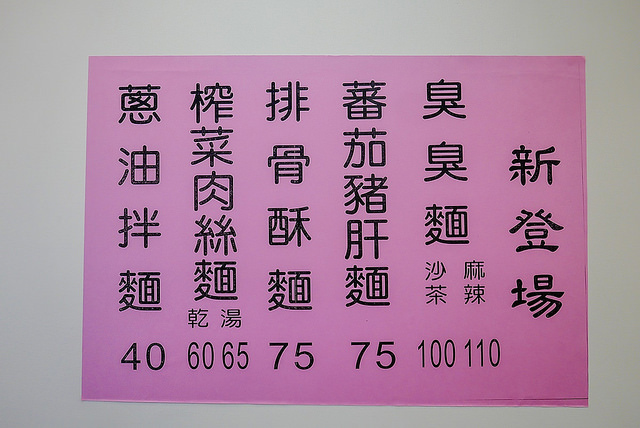 新登場
臭臭麵
麻辣
沙茶
100 110
蕃茄豬肝麵
75
排骨酥麵
75
榨菜肉絲麵
湯
乾
60 65
蔥油拌麵
40